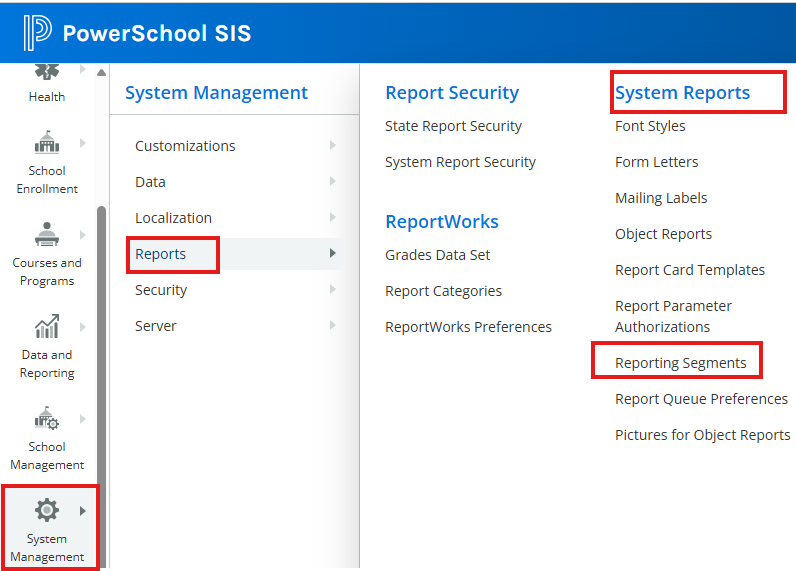 PowerSchool SIS
Health
School
Enrollment
Courses and
Programs
Data and
Reporting
School
Management
System
Management
System Management
Customizations
Data
Localization
Reports
Security
Server
Report Security
State Report Security
System Report Security
ReportWorks
Grades Data Set
Report Categories
ReportWorks Preferences
System Reports
Font Styles
Form Letters
Mailing Labels
Object Reports
Report Card Templates
Report Parameter
Authorizations
Reporting Segments
Report Queue Preferences
Pictures for Object Reports